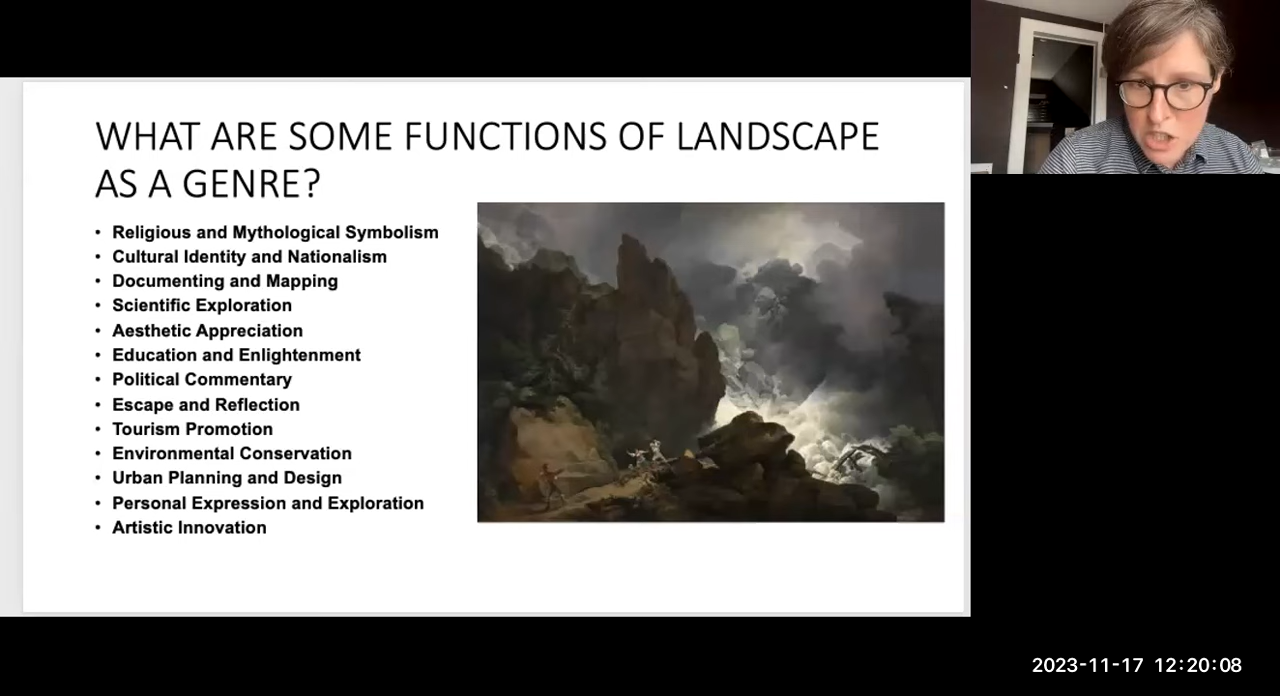 WHAT ARE SOME FUNCTIONS OF LANDSCAPE
AS A GENRE?
• Religious and Mythological Symbolism
• Cultural Identity and Nationalism
• Documenting and Mapping
• Scientific Exploration
• Aesthetic Appreciation
• Education and Enlightenment
• Political Commentary
• Escape and Reflection
• Tourism Promotion
• Environmental Conservation
• Urban Planning and Design
• Personal Expression and Exploration
• Artistic Innovation
2023-11-17 12:20:08